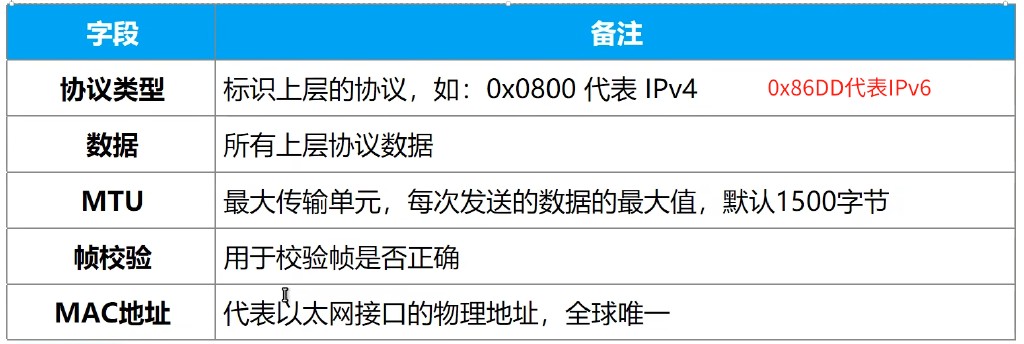 字段 备注
协议类型 标识上层的协议，如：0x0800 代表 IPv4 0x86DD代表IPv6
数据 所有上层协议数据
MTU 最大传输单元，每次发送的数据的最大值，默认1500字节
帧校验 用于校验帧是否正确
MAC地址 代表以太网接口的物理地址，全球唯一